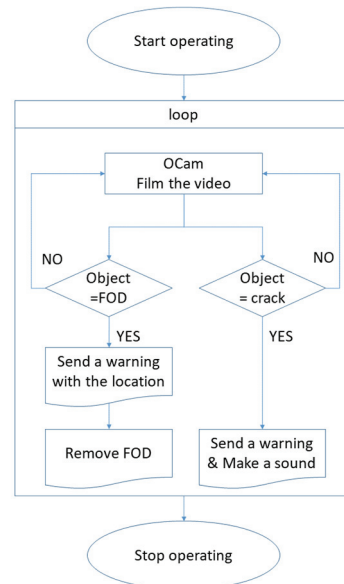 Start operating
loop
OCam
Film the video
NO
NO
Object
=FOD
Object
= crack
YES
YES
Send a warning
with the location
Remove FOD
Send a warning
& Make a sound
Stop operating